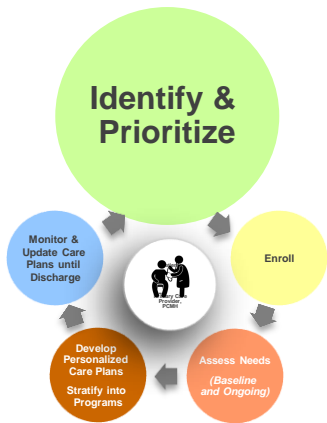 Identify &
Prioritize
Enroll
Assess Needs
(Baseline
and Ongoing)
Develop
Personalized
Care Plans
Stratify into
Programs
Monitor &
Update Care
Plans until
Discharge
Provider,
PCMH